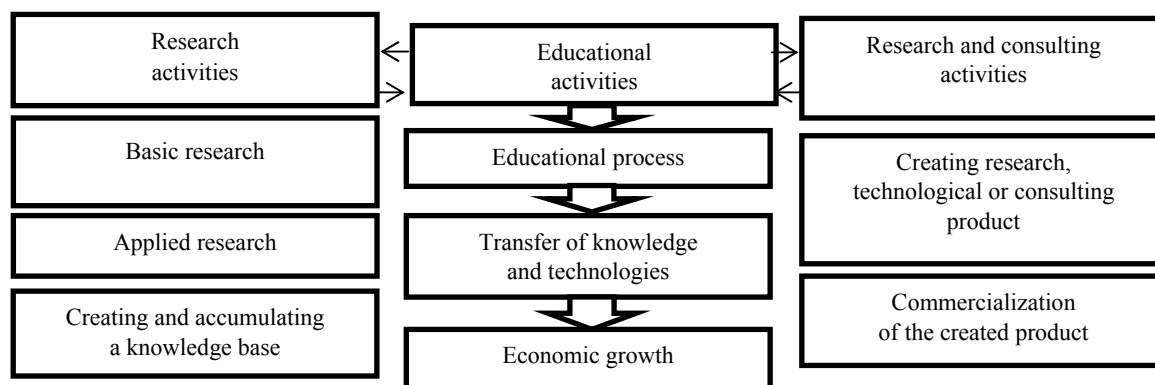 Research
activities
Educational
activities
Research and consulting
activities
Basic research
Educational process
Creating research,
technological or consulting
product
Applied research
Transfer of knowledge
and technologies
Creating and accumulating
a knowledge base
Commercialization
of the created product
Economic growth